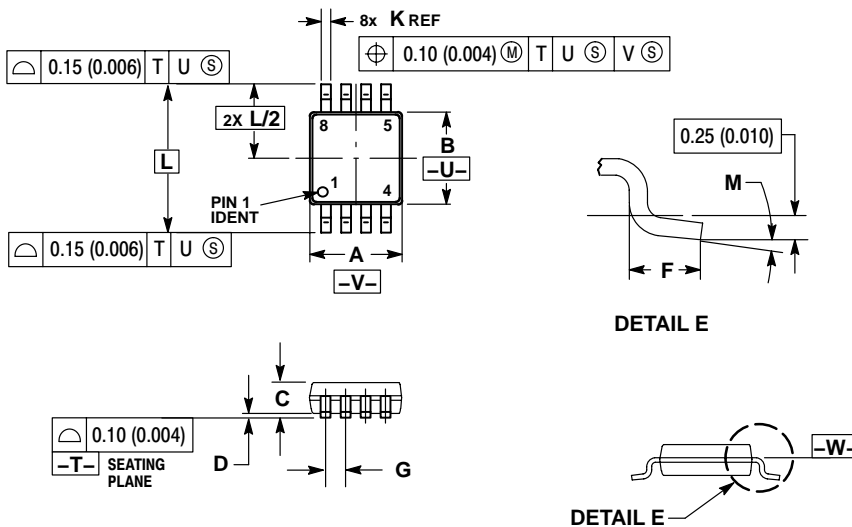 8x K REF
⌖ 0.10 (0.004) Ⓜ T U Ⓢ V Ⓢ
⌓ 0.15 (0.006) T U Ⓢ
2X L/2
L
8 5
B
–U–
1
4
PIN 1
IDENT
⌓ 0.15 (0.006) T U Ⓢ
A
–V–
0.25 (0.010)
M
F
DETAIL E
C
⌓ 0.10 (0.004)
–T– SEATING
PLANE
D
G
–W–
DETAIL E